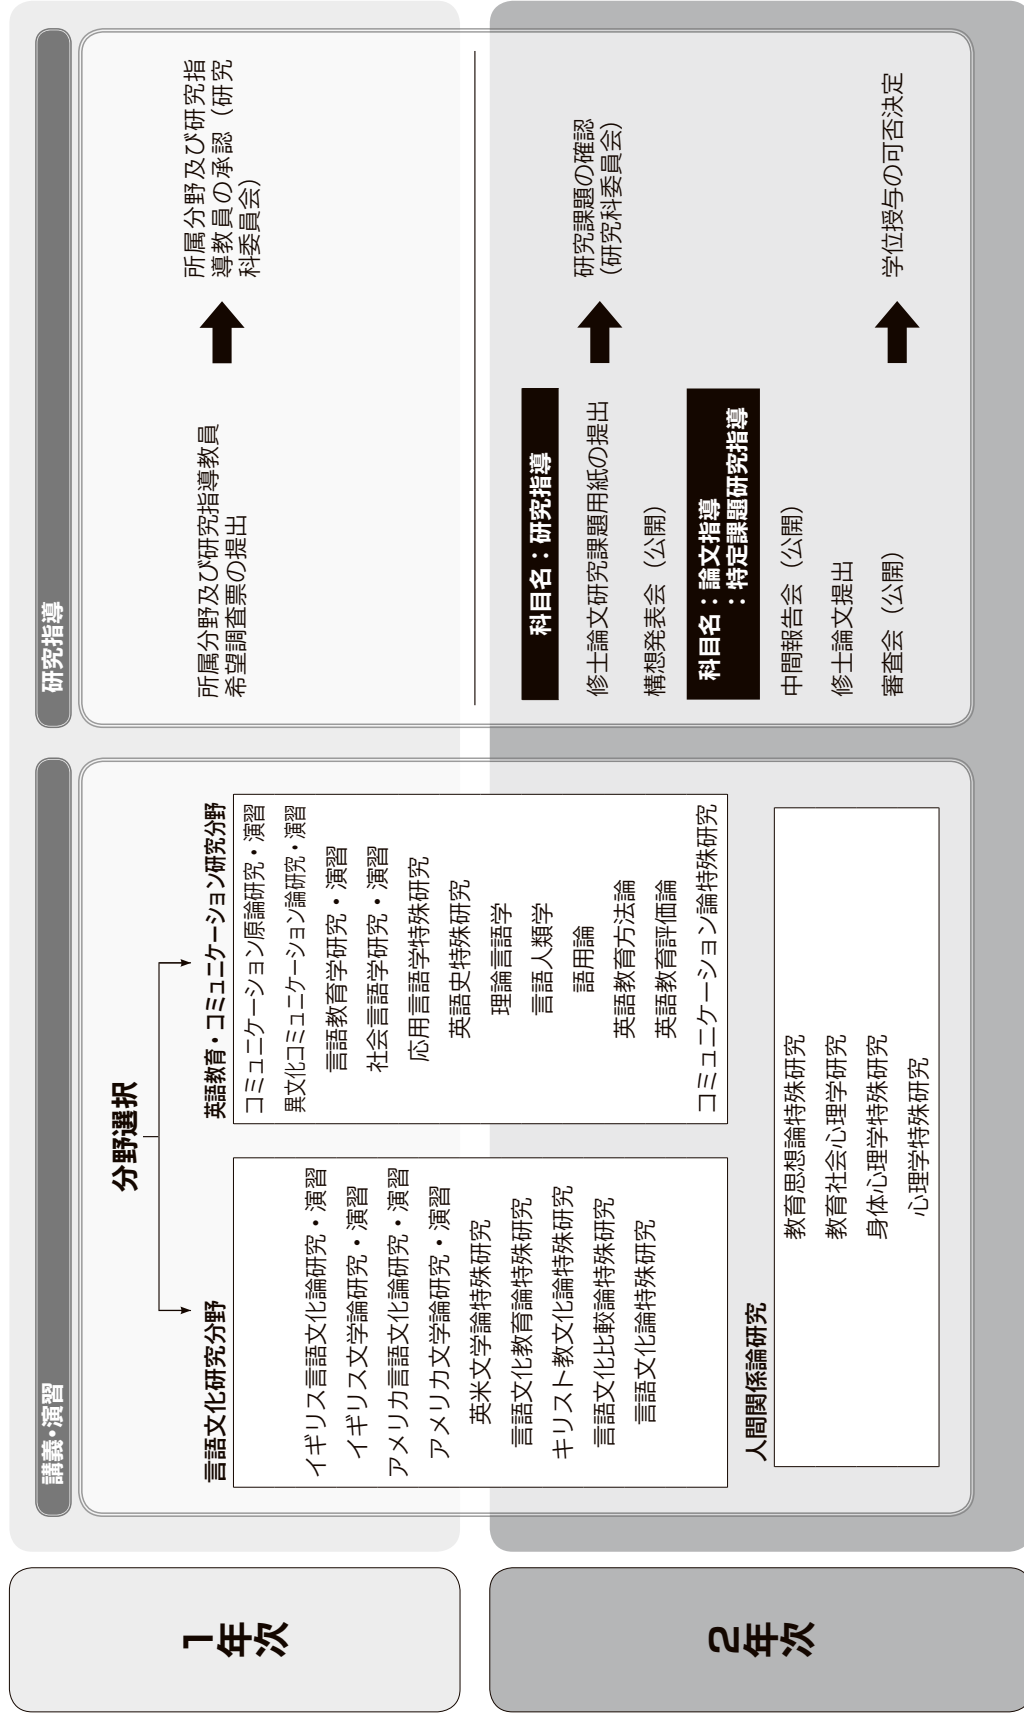 1年次
2年次
講義・演習
分野選択
言語文化研究分野
イギリス言語文化論研究・演習
イギリス文学論研究・演習
アメリカ言語文化論研究・演習
アメリカ文学論研究・演習
英米文学論特殊研究
言語文化教育論特殊研究
キリスト教文化論特殊研究
言語文化比較論特殊研究
言語文化論特殊研究
英語教育・コミュニケーション研究分野
コミュニケーション原論研究・演習
異文化コミュニケーション論研究・演習
言語教育学研究・演習
社会言語学研究・演習
応用言語学特殊研究
英語史特殊研究
理論言語学
言語人類学
語用論
英語教育方法論
英語教育評価論
コミュニケーション論特殊研究
人間関係論研究
教育思想論特殊研究
教育社会心理学研究
身体心理学特殊研究
心理学特殊研究
研究指導
所属分野及び研究指導教員
希望調査票の提出
所属分野及び研究指
導教員の承認（研究
科委員会）
科目名：研究指導
修士論文研究課題用紙の提出
研究課題の確認
（研究科委員会）
構想発表会（公開）
科目名：論文指導
：特定課題研究指導
中間報告会（公開）
修士論文提出
審査会（公開）
学位授与の可否決定